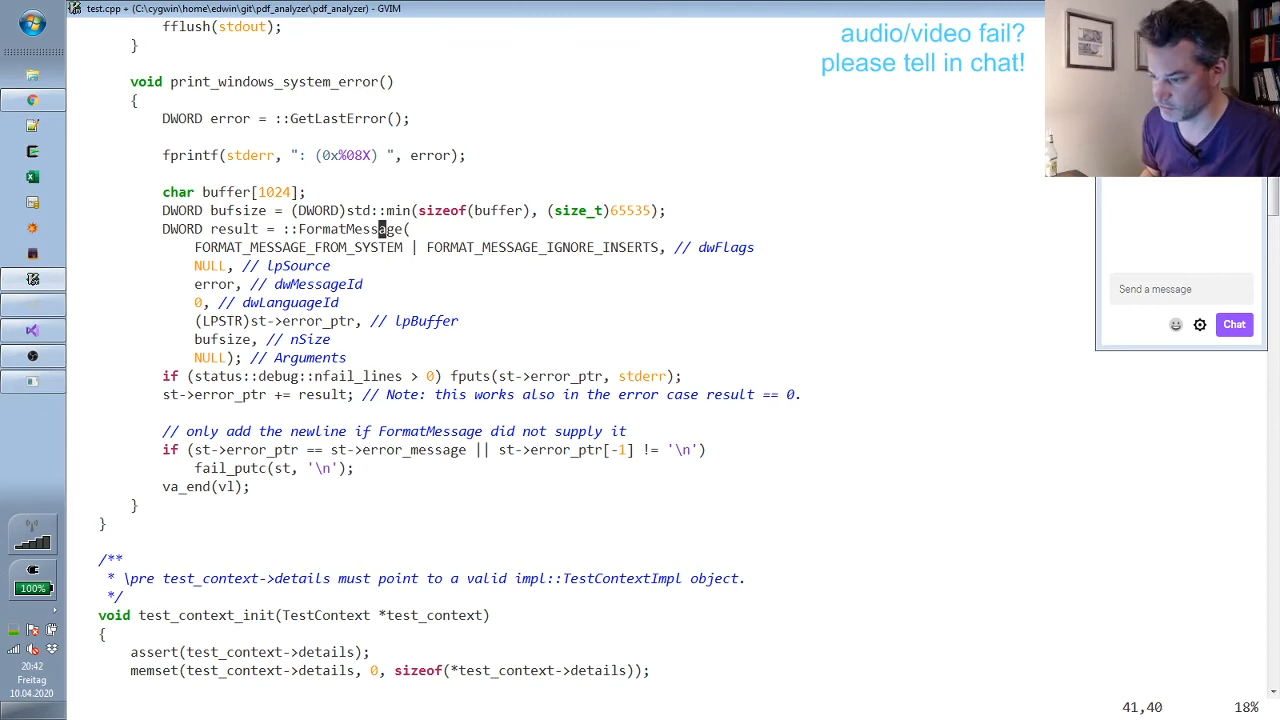 test.cpp + (C:\cygwin\home\edwin\git\pdf_analyzer\pdf_analyzer) - GVIM
audio/video fail?
please tell in chat!
fflush(stdout);
}
void print_windows_system_error()
{
DWORD error = ::GetLastError();
fprintf(stderr, ": (0x%08X) ", error);
char buffer[1024];
DWORD bufsize = (DWORD)std::min(sizeof(buffer), (size_t)65535);
DWORD result = ::FormatMessage(
FORMAT_MESSAGE_FROM_SYSTEM | FORMAT_MESSAGE_IGNORE_INSERTS, // dwFlags
NULL, // lpSource
error, // dwMessageId
0, // dwLanguageId
(LPSTR)st->error_ptr, // lpBuffer
bufsize, // nSize
NULL); // Arguments
if (status::debug::nfail_lines > 0) fputs(st->error_ptr, stderr);
st->error_ptr += result; // Note: this works also in the error case result == 0.
// only add the newline if FormatMessage did not supply it
if (st->error_ptr == st->error_message || st->error_ptr[-1] != '\n')
fail_putc(st, '\n');
va_end(vl);
}
}
/**
* \pre test_context->details must point to a valid impl::TestContextImpl object.
*/
void test_context_init(TestContext *test_context)
{
assert(test_context->details);
memset(test_context->details, 0, sizeof(*test_context->details));
41,40 18%
Send a message
Chat
100%
20:42
Freitag
10.04.2020